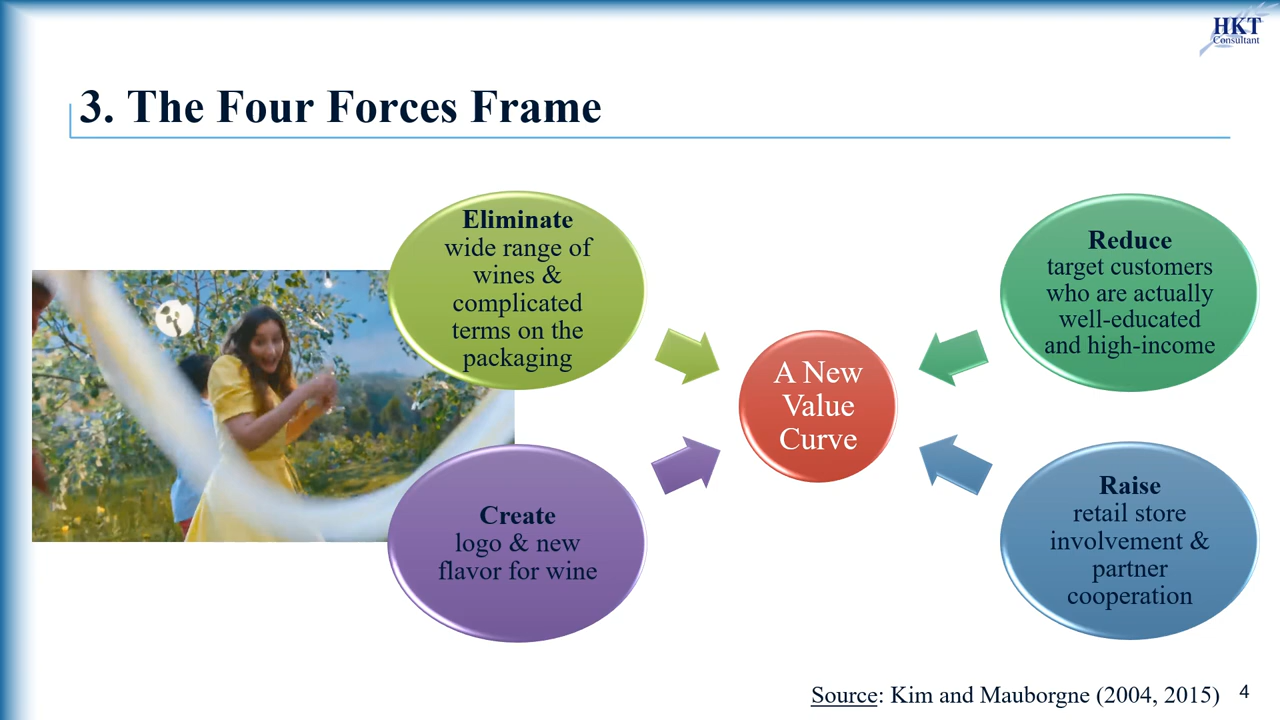 HKT
Consultant
3. The Four Forces Frame
Eliminate
wide range of
wines &
complicated
terms on the
packaging
Reduce
target customers
who are actually
well-educated
and high-income
A New
Value
Curve
Create
logo & new
flavor for wine
Raise
retail store
involvement &
partner
cooperation
Source: Kim and Mauborgne (2004, 2015)
4